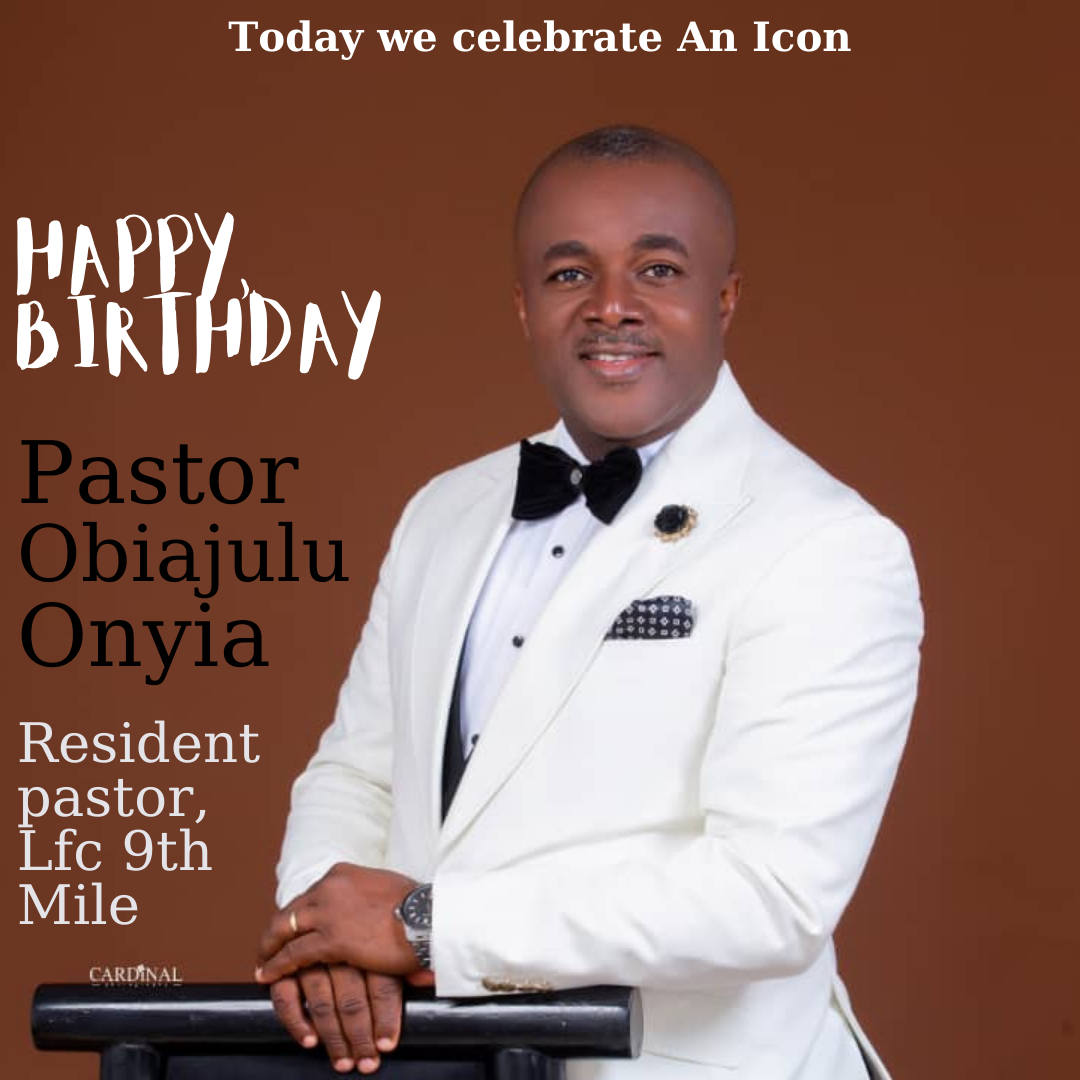 Today we celebrate An Icon
HAPPY,
BIRTHDAY
Pastor
Obiajulu
Onyia
Resident
pastor,
Lfc 9th
Mile
CARDINAL